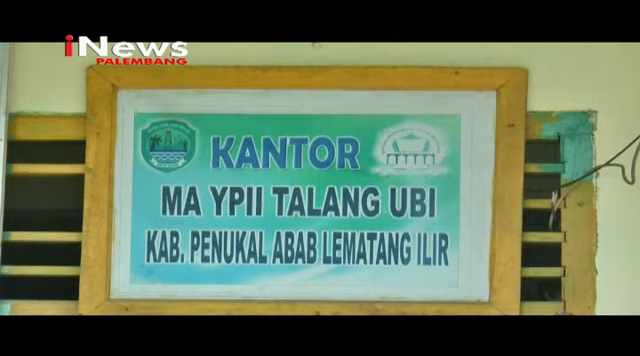 iNews
PALEMBANG
KANTOR
MA YPII TALANG UBI
KAB. PENUKAL ABAB LEMATANG ILIR